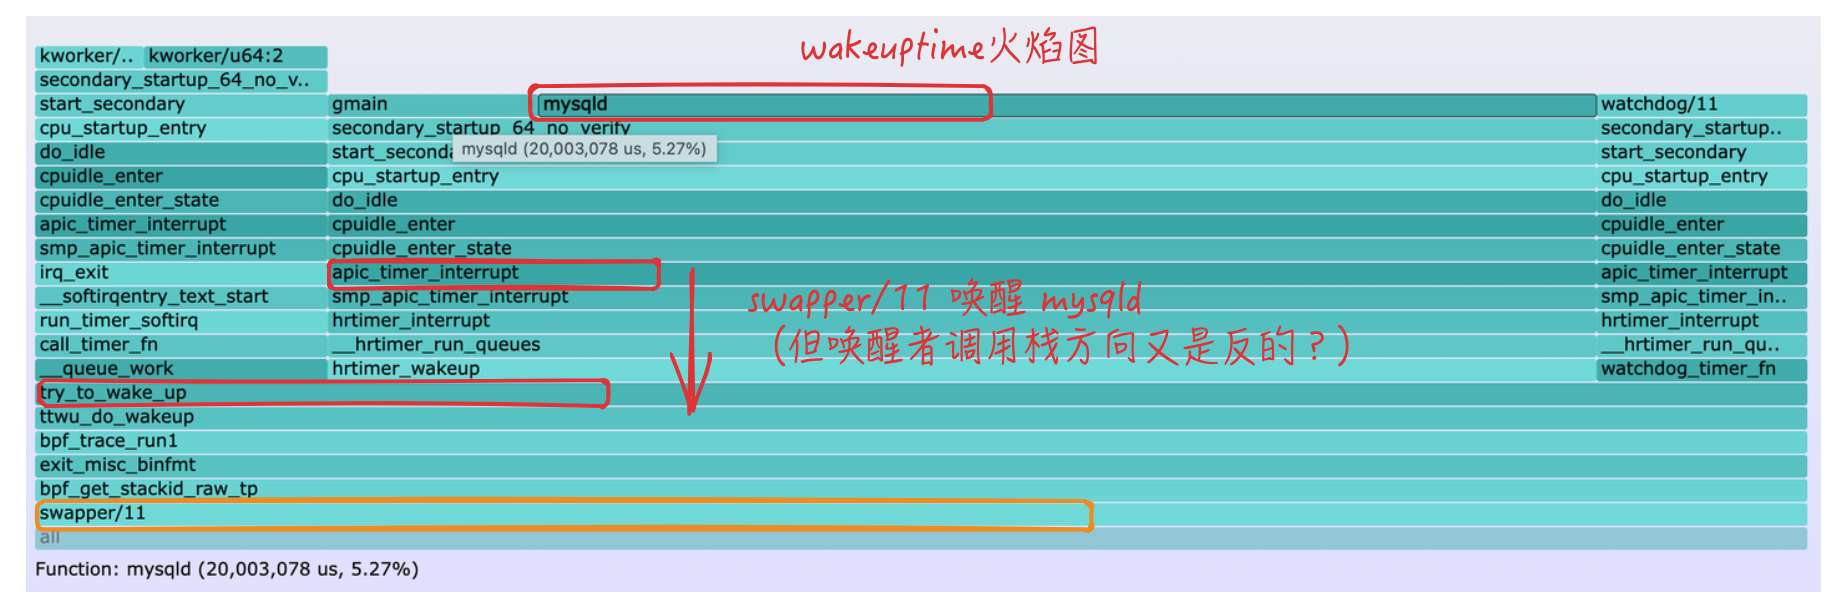 wakeuptime火焰图
kworker/.. kworker/u64:2
secondary_startup_64_no_v..
start_secondary gmain mysqld watchdog/11
cpu_startup_entry secondary_startup_64_no_verify secondary_startup..
do_idle start_seconda mysqld (20,003,078 us, 5.27%) start_secondary
cpuidle_enter cpu_startup_entry cpu_startup_entry
cpuidle_enter_state do_idle do_idle
apic_timer_interrupt cpuidle_enter cpuidle_enter
smp_apic_timer_interrupt cpuidle_enter_state cpuidle_enter_state
irq_exit apic_timer_interrupt apic_timer_interrupt
__softirqentry_text_start smp_apic_timer_interrupt swapper/11 唤醒 mysqld smp_apic_timer_in..
run_timer_softirq hrtimer_interrupt hrtimer_interrupt
call_timer_fn __hrtimer_run_queues （但唤醒者调用栈方向又是反的？） __hrtimer_run_qu..
__queue_work hrtimer_wakeup watchdog_timer_fn
try_to_wake_up
ttwu_do_wakeup
bpf_trace_run1
exit_misc_binfmt
bpf_get_stackid_raw_tp
swapper/11
all
Function: mysqld (20,003,078 us, 5.27%)